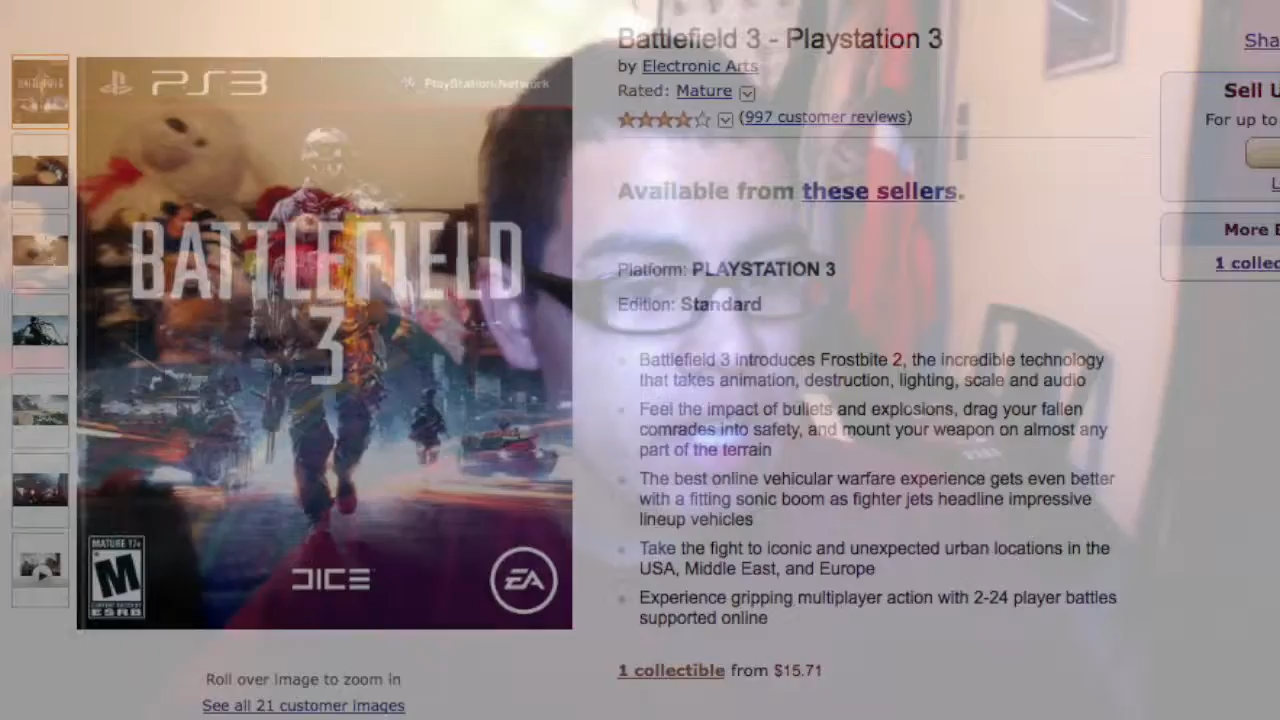 Battlefield 3 - Playstation 3
by Electronic Arts
Rated: Mature
(997 customer reviews)
Available from these sellers.
Platform: PLAYSTATION 3
Edition: Standard
Battlefield 3 introduces Frostbite 2, the incredible technology
that takes animation, destruction, lighting, scale and audio
Feel the impact of bullets and explosions, drag your fallen
comrades into safety, and mount your weapon on almost any
part of the terrain
The best online vehicular warfare experience gets even better
with a fitting sonic boom as fighter jets headline impressive
lineup vehicles
Take the fight to iconic and unexpected urban locations in the
USA, Middle East, and Europe
Experience gripping multiplayer action with 2-24 player battles
supported online
1 collectible from $15.71
PS3
PlayStation Network
BATTLEFIELD
3
MATURE 17+
M
ESRB
DICE
EA
Roll over image to zoom in
See all 21 customer images
Sha
Sell U
For up to
More B
1 collec